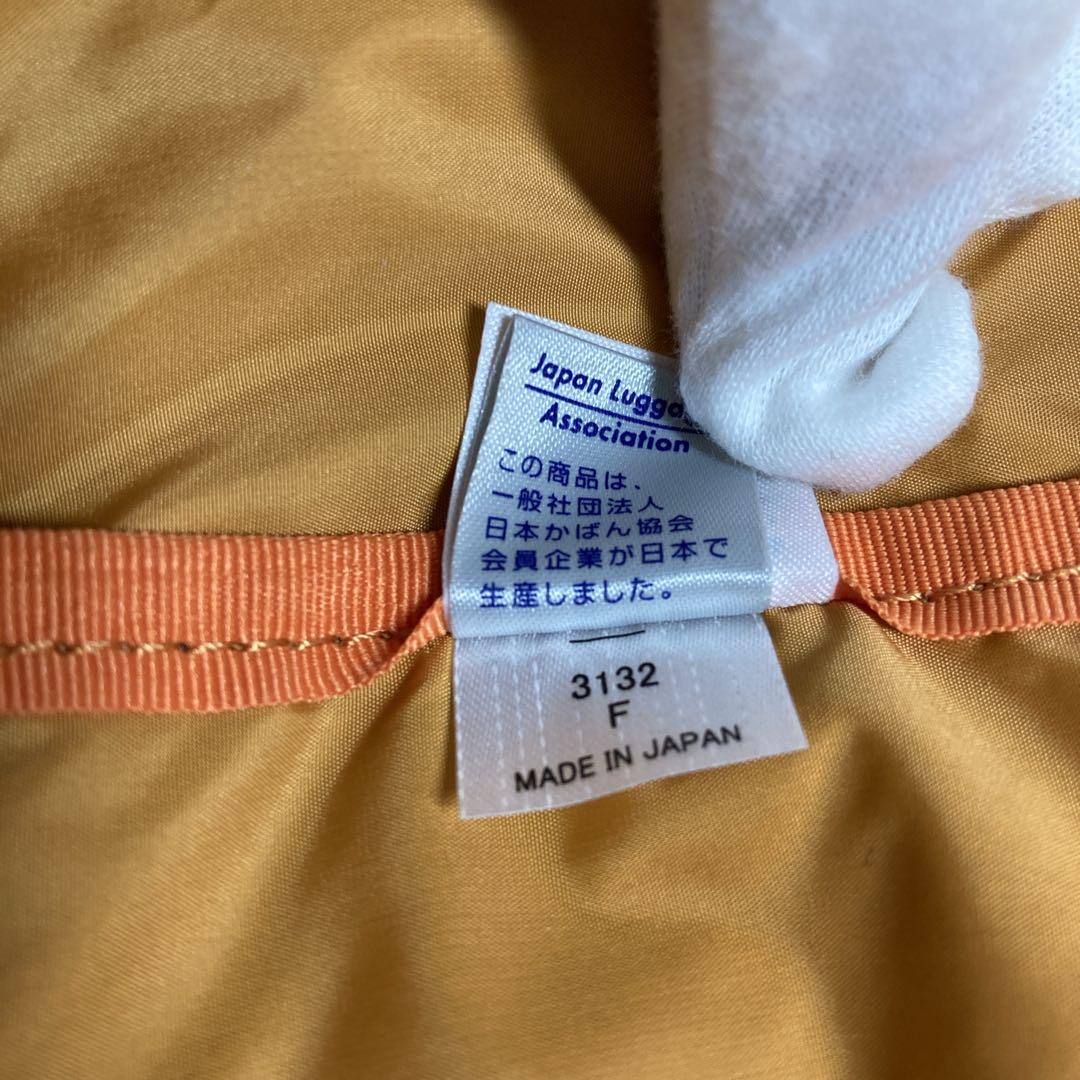 Japan Luggage
Association
この商品は、
一般社団法人
日本かばん協会
会員企業が日本で
生産しました。
3132
F
MADE IN JAPAN